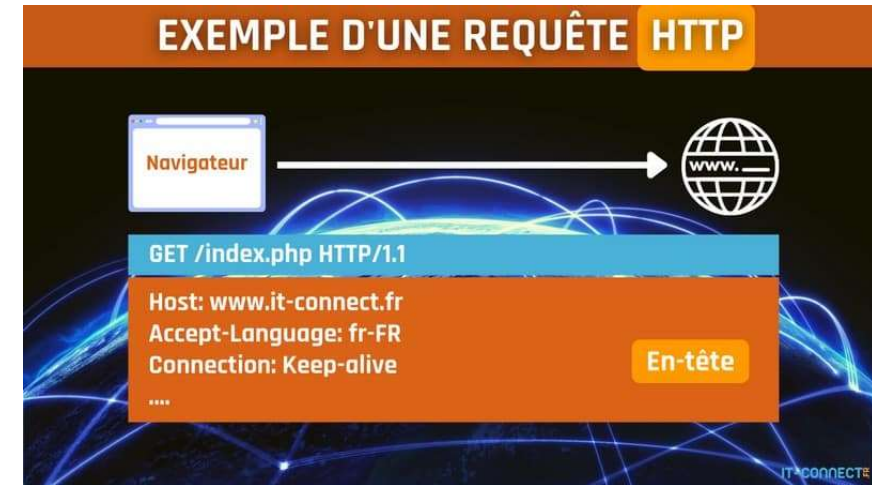 EXEMPLE D'UNE REQUÊTE HTTP
Navigateur
www.
GET /index.php HTTP/1.1
Host: www.it-connect.fr
Accept-Language: fr-FR
Connection: Keep-alive
En-tête
....
IT-CONNECT.FR